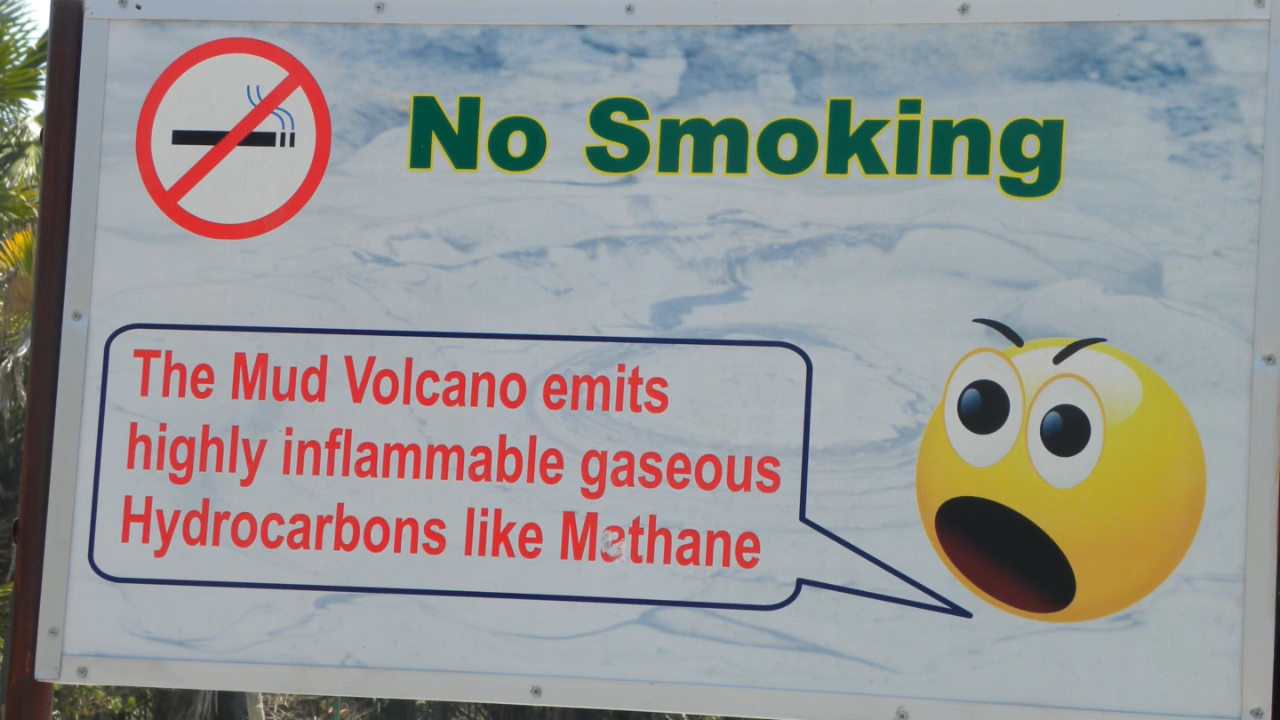 No Smoking
The Mud Volcano emits
highly inflammable gaseous
Hydrocarbons like Methane